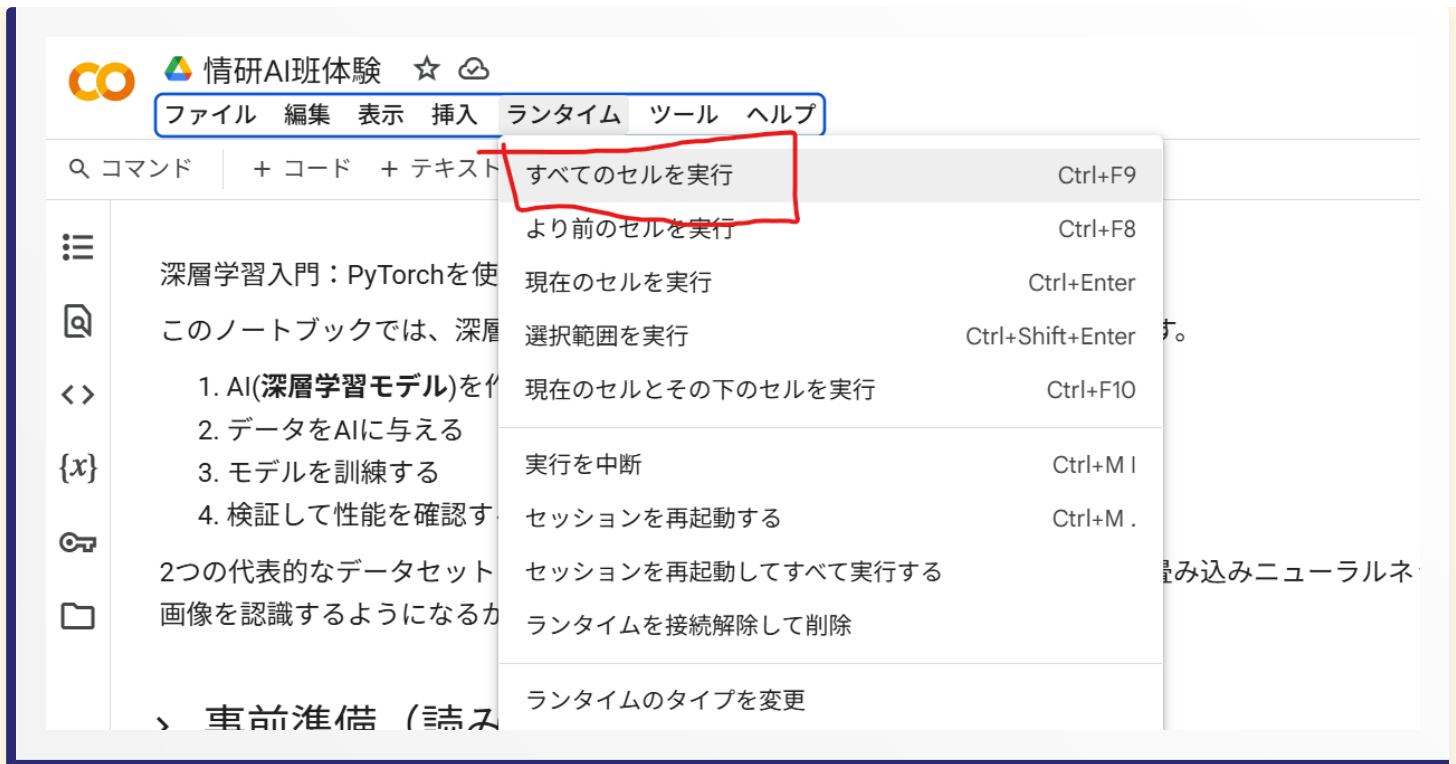 情研AI班体験
ファイル 編集 表示 挿入 ランタイム ツール ヘルプ
コマンド + コード + テキスト
すべてのセルを実行 Ctrl+F9
より前のセルを実行 Ctrl+F8
現在のセルを実行 Ctrl+Enter
選択範囲を実行 Ctrl+Shift+Enter
現在のセルとその下のセルを実行 Ctrl+F10
実行を中断 Ctrl+M I
セッションを再起動する Ctrl+M .
セッションを再起動してすべて実行する
ランタイムを接続解除して削除
ランタイムのタイプを変更
深層学習入門：PyTorchを使
このノートブックでは、深層 す。
1. AI(深層学習モデル)を作
2. データをAIに与える
3. モデルを訓練する
4. 検証して性能を確認す
2つの代表的なデータセット 畳み込みニューラルネ
画像を認識するようになるか
事前準備（読み